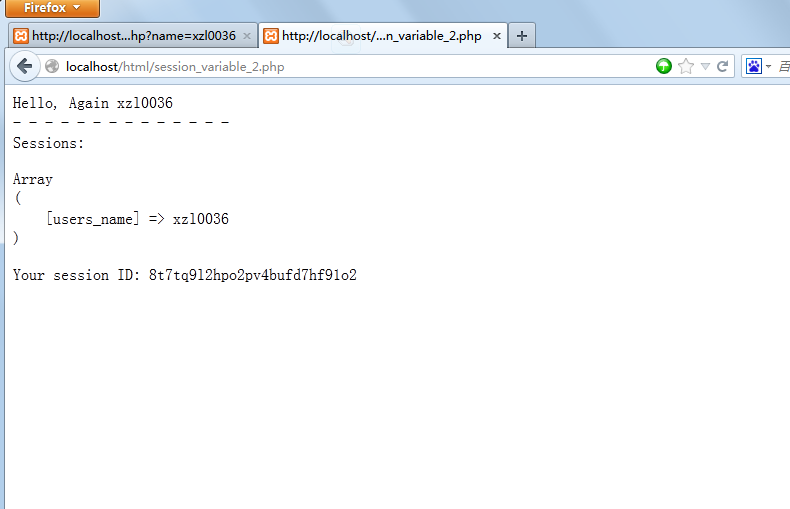 Firefox
http://localhost...hp?name=xzl0036
http://localhost/...n_variable_2.php
localhost/html/session_variable_2.php
百
Hello, Again xzl0036
- - - - - - - - - - - - - -
Sessions:
Array
(
[users_name] => xzl0036
)
Your session ID: 8t7tq9l2hpo2pv4bufd7hf91o2